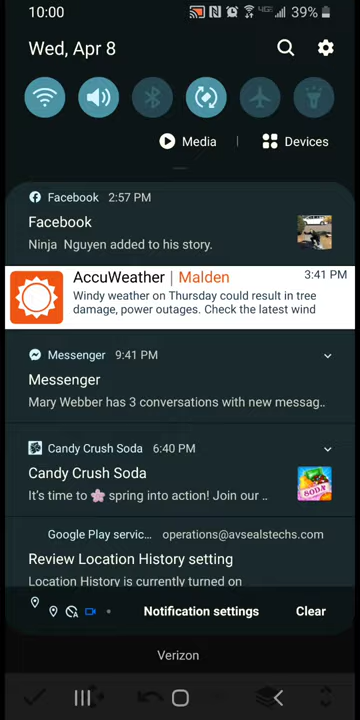 10:00
39%
Wed, Apr 8
Media
Devices
Facebook 2:57 PM
Facebook
Ninja Nguyen added to his story.
AccuWeather | Malden 3:41 PM
Windy weather on Thursday could result in tree
damage, power outages. Check the latest wind
Messenger 9:41 PM
Messenger
Mary Webber has 3 conversations with new messag..
Candy Crush Soda 6:40 PM
Candy Crush Soda
It's time to 🌸 spring into action! Join our ..
SODA
Google Play servic... operations@avsealstechs.com
Review Location History setting
Location History is currently turned on
Notification settings Clear
Verizon